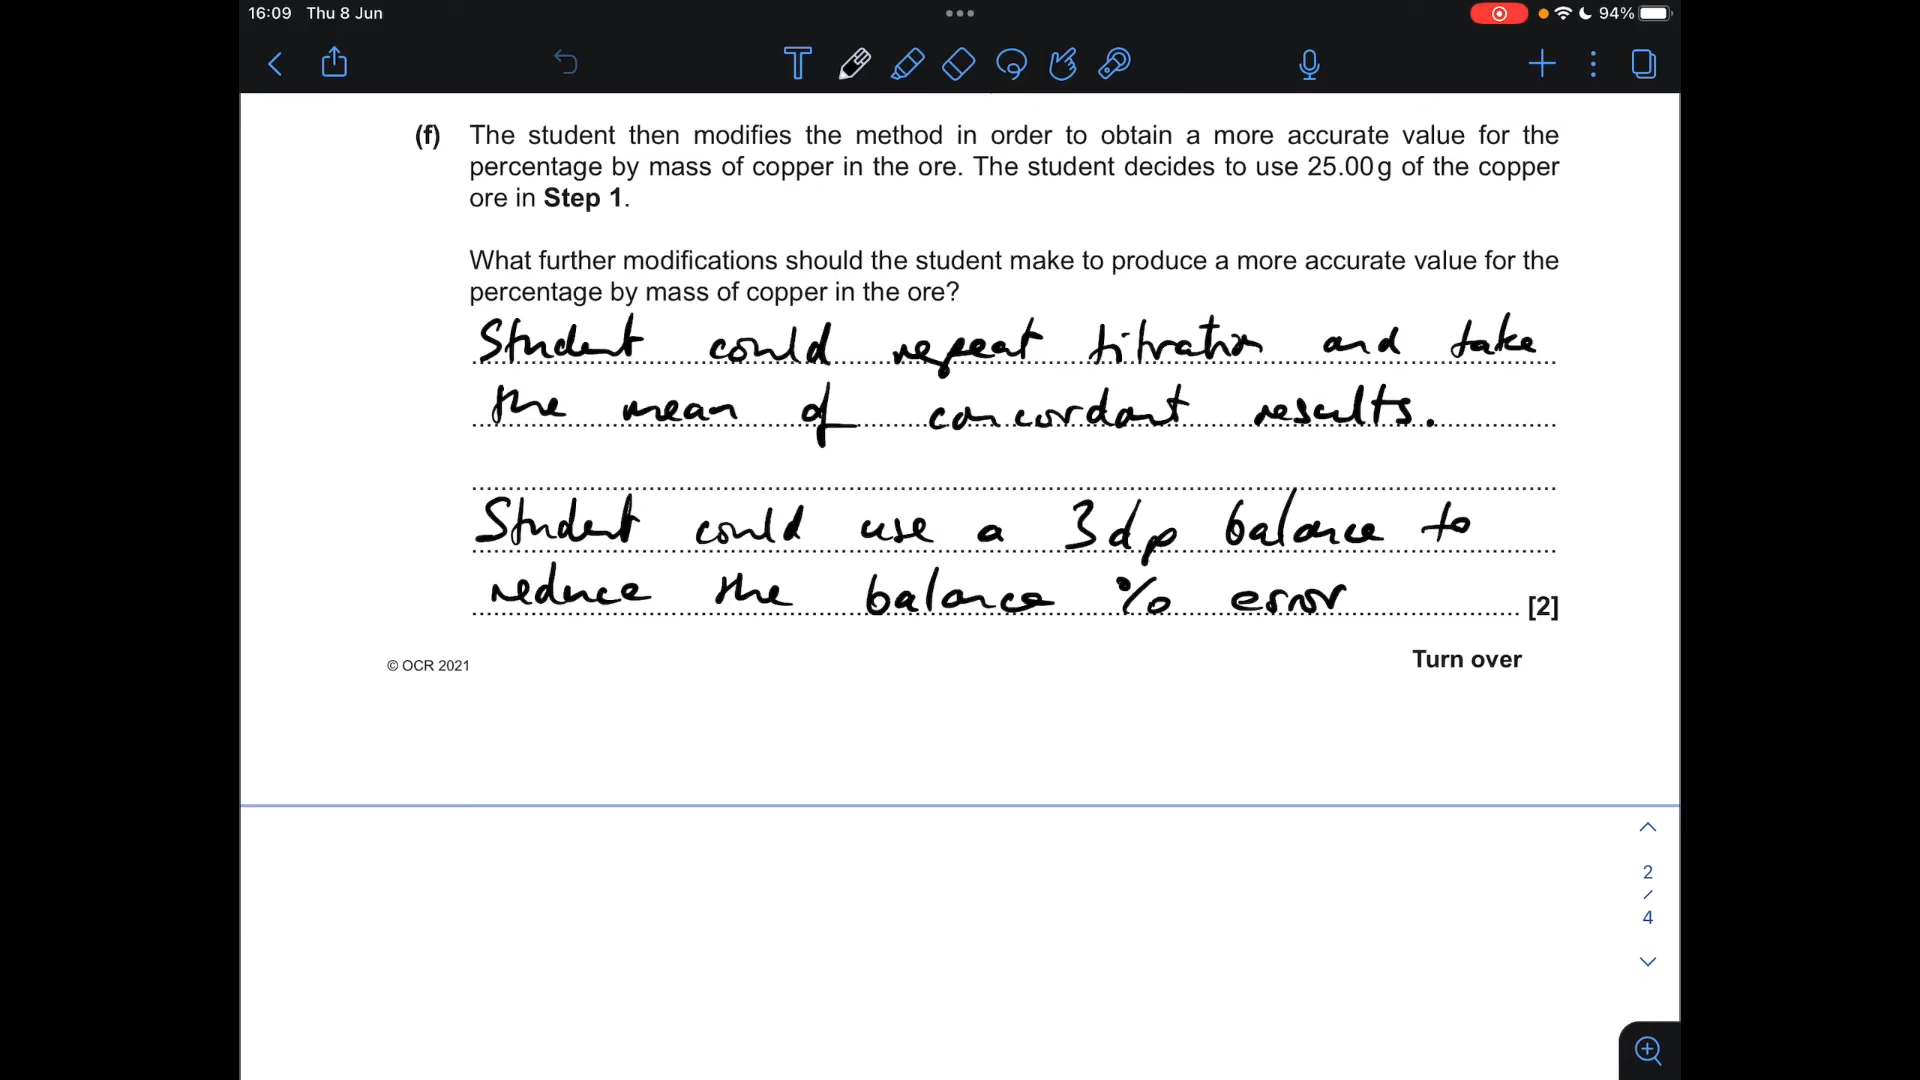 16:09 Thu 8 Jun
94%
(f) The student then modifies the method in order to obtain a more accurate value for the
percentage by mass of copper in the ore. The student decides to use 25.00 g of the copper
ore in Step 1.
What further modifications should the student make to produce a more accurate value for the
percentage by mass of copper in the ore?
Student could repeat titration and take
the mean of concordant results.
Student could use a 3dp balance to
reduce the balance % error
[2]
© OCR 2021
Turn over
2
/
4